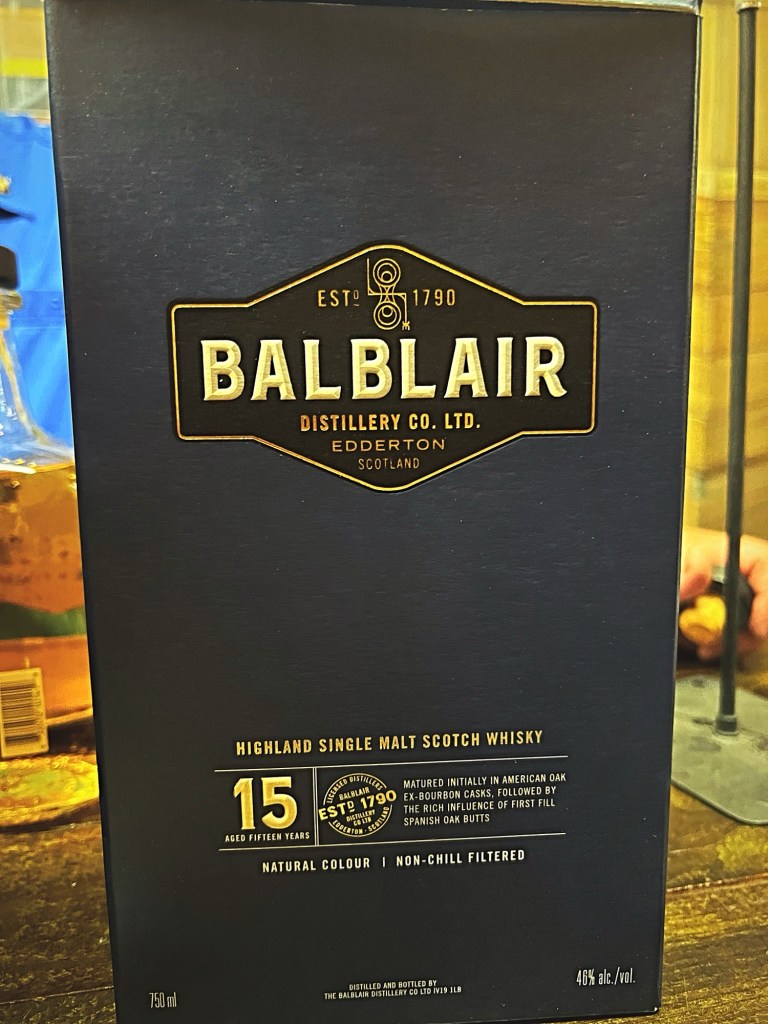 ESTD 1790
BALBLAIR
DISTILLERY CO. LTD.
EDDERTON
SCOTLAND
HIGHLAND SINGLE MALT SCOTCH WHISKY
15
AGED FIFTEEN YEARS
LICENSED DISTILLERS
BALBLAIR
ESTD 1790
DISTILLERY
CO LTD
EDDERTON - SCOTLAND
MATURED INITIALLY IN AMERICAN OAK
EX-BOURBON CASKS, FOLLOWED BY
THE RICH INFLUENCE OF FIRST FILL
SPANISH OAK BUTTS
NATURAL COLOUR | NON-CHILL FILTERED
750 ml
DISTILLED AND BOTTLED BY
THE BALBLAIR DISTILLERY CO LTD IV19 1LB
46% alc./vol.